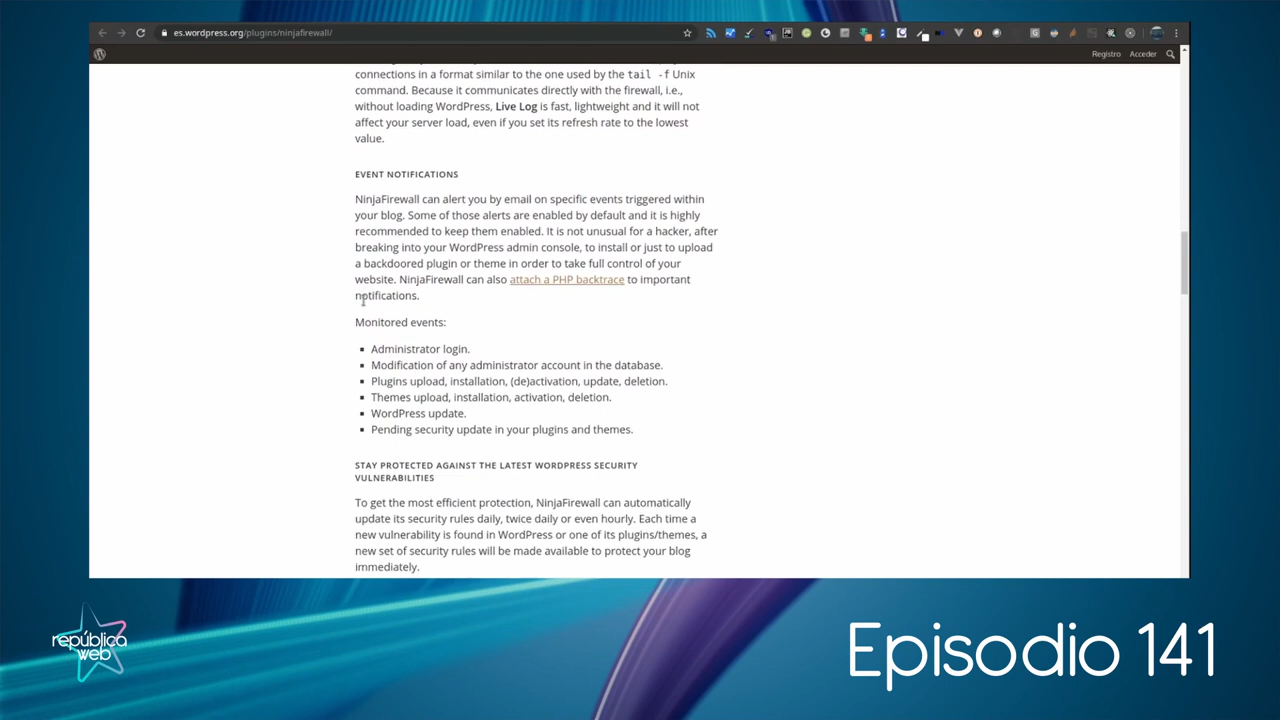 es.wordpress.org/plugins/ninjafirewall/
Registro Acceder
connections in a format similar to the one used by the tail -f Unix
command. Because it communicates directly with the firewall, i.e.,
without loading WordPress, Live Log is fast, lightweight and it will not
affect your server load, even if you set its refresh rate to the lowest
value.
EVENT NOTIFICATIONS
NinjaFirewall can alert you by email on specific events triggered within
your blog. Some of those alerts are enabled by default and it is highly
recommended to keep them enabled. It is not unusual for a hacker, after
breaking into your WordPress admin console, to install or just to upload
a backdoored plugin or theme in order to take full control of your
website. NinjaFirewall can also attach a PHP backtrace to important
notifications.
Monitored events:
Administrator login.
Modification of any administrator account in the database.
Plugins upload, installation, (de)activation, update, deletion.
Themes upload, installation, activation, deletion.
WordPress update.
Pending security update in your plugins and themes.
STAY PROTECTED AGAINST THE LATEST WORDPRESS SECURITY
VULNERABILITIES
To get the most efficient protection, NinjaFirewall can automatically
update its security rules daily, twice daily or even hourly. Each time a
new vulnerability is found in WordPress or one of its plugins/themes, a
new set of security rules will be made available to protect your blog
immediately.
república
web
Episodio 141